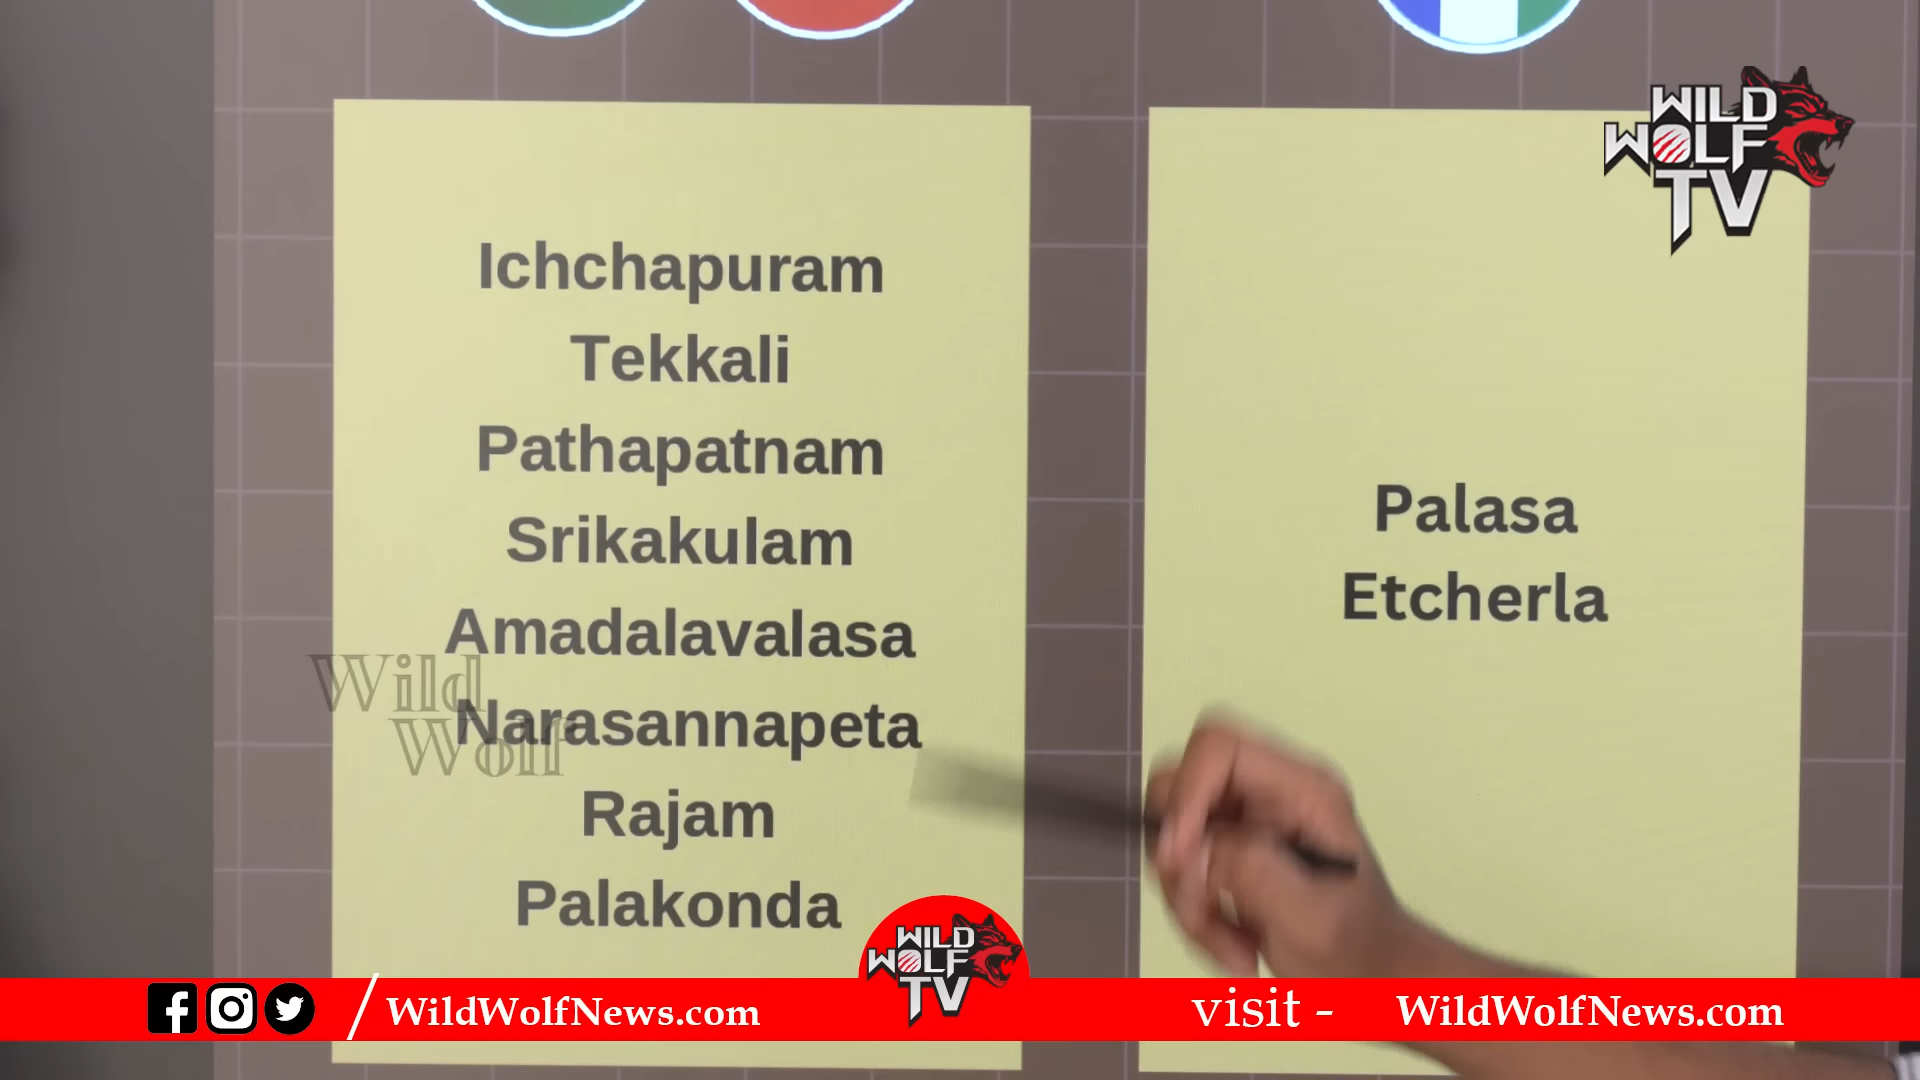 WILD
WOLF
TV
Ichchapuram
Tekkali
Pathapatnam
Srikakulam
Amadalavalasa
Narasannapeta
Rajam
Palakonda
Palasa
Etcherla
Wild
Wolf
WILD
WOLF
TV
WildWolfNews.com
visit - WildWolfNews.com